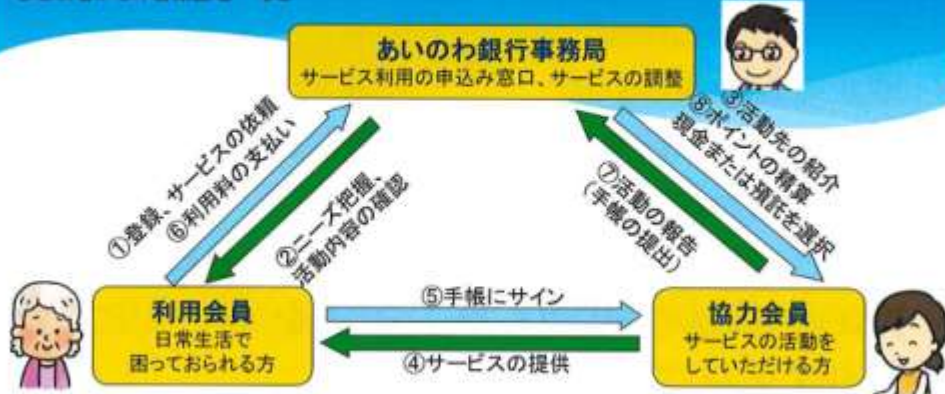 あいのわ銀行事務局
サービス利用の申込み窓口、サービスの調整
①登録、サービスの依頼
⑥利用料の支払い
②ニーズ把握、
活動内容の確認
③活動先の紹介
⑧ポイントの精算
現金または預託を選択
⑦活動の報告
(手帳の提出)
利用会員
日常生活で
困っておられる方
⑤手帳にサイン
④サービスの提供
協力会員
サービスの活動を
していただける方